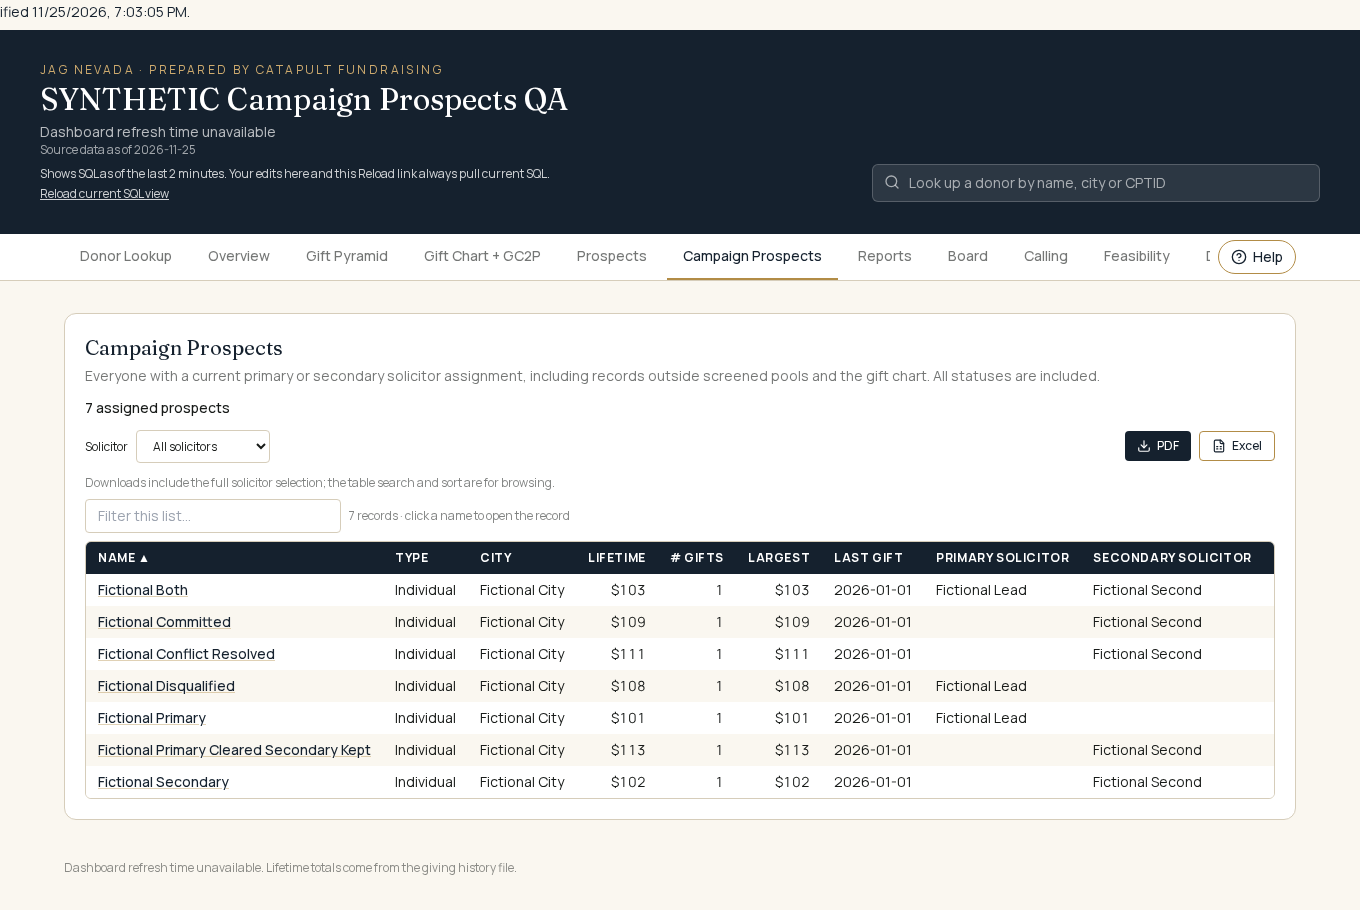 ified 11/25/2026, 7:03:05 PM.
JAG NEVADA · PREPARED BY CATAPULT FUNDRAISING
SYNTHETIC Campaign Prospects QA
Dashboard refresh time unavailable
Source data as of 2026-11-25
Shows SQL as of the last 2 minutes. Your edits here and this Reload link always pull current SQL.
Reload current SQL view
Look up a donor by name, city or CPTID
Donor Lookup Overview Gift Pyramid Gift Chart + GC2P Prospects Campaign Prospects Reports Board Calling Feasibility Help
Campaign Prospects
Everyone with a current primary or secondary solicitor assignment, including records outside screened pools and the gift chart. All statuses are included.
7 assigned prospects
Solicitor All solicitors PDF Excel
Downloads include the full solicitor selection; the table search and sort are for browsing.
Filter this list... 7 records · click a name to open the record
NAME ▲ TYPE CITY LIFETIME # GIFTS LARGEST LAST GIFT PRIMARY SOLICITOR SECONDARY SOLICITOR
Fictional Both Individual Fictional City $103 1 $103 2026-01-01 Fictional Lead Fictional Second
Fictional Committed Individual Fictional City $109 1 $109 2026-01-01 Fictional Second
Fictional Conflict Resolved Individual Fictional City $111 1 $111 2026-01-01 Fictional Second
Fictional Disqualified Individual Fictional City $108 1 $108 2026-01-01 Fictional Lead
Fictional Primary Individual Fictional City $101 1 $101 2026-01-01 Fictional Lead
Fictional Primary Cleared Secondary Kept Individual Fictional City $113 1 $113 2026-01-01 Fictional Second
Fictional Secondary Individual Fictional City $102 1 $102 2026-01-01 Fictional Second
Dashboard refresh time unavailable. Lifetime totals come from the giving history file.